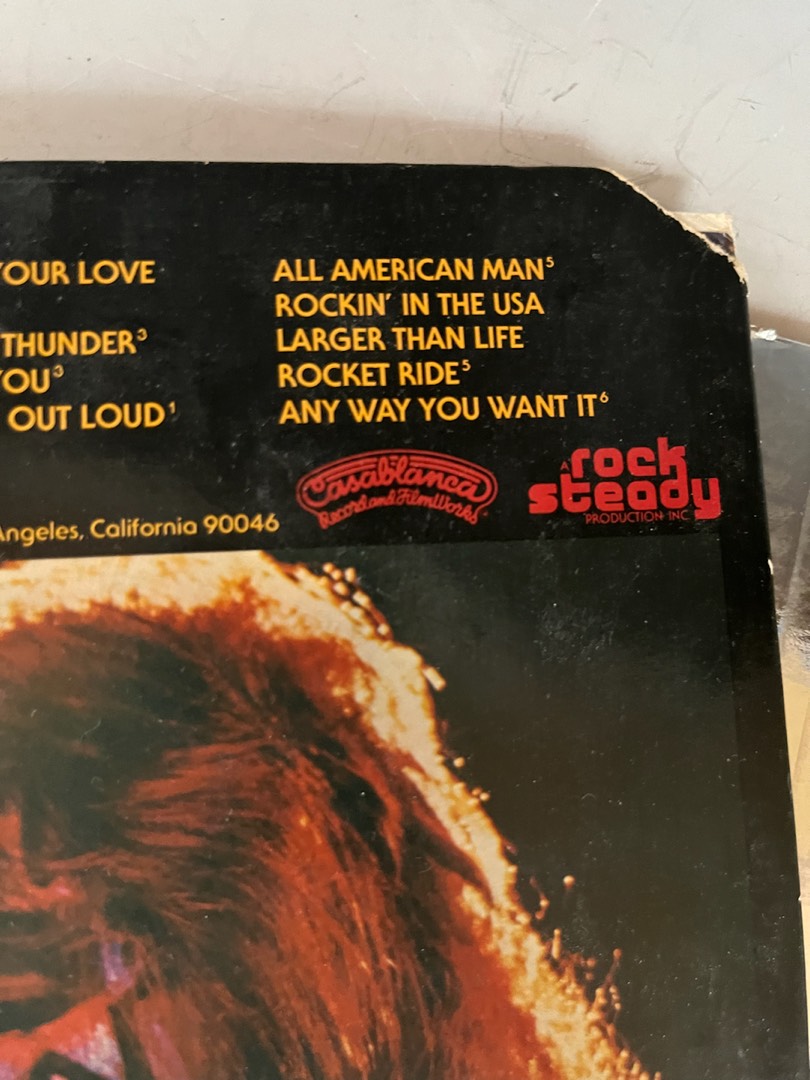 YOUR LOVE
THUNDER³
YOU³
OUT LOUD¹
ALL AMERICAN MAN⁵
ROCKIN' IN THE USA
LARGER THAN LIFE
ROCKET RIDE⁵
ANY WAY YOU WANT IT⁶
Angeles, California 90046
Casablanca
Record and FilmWorks
A rock
steady
PRODUCTION INC